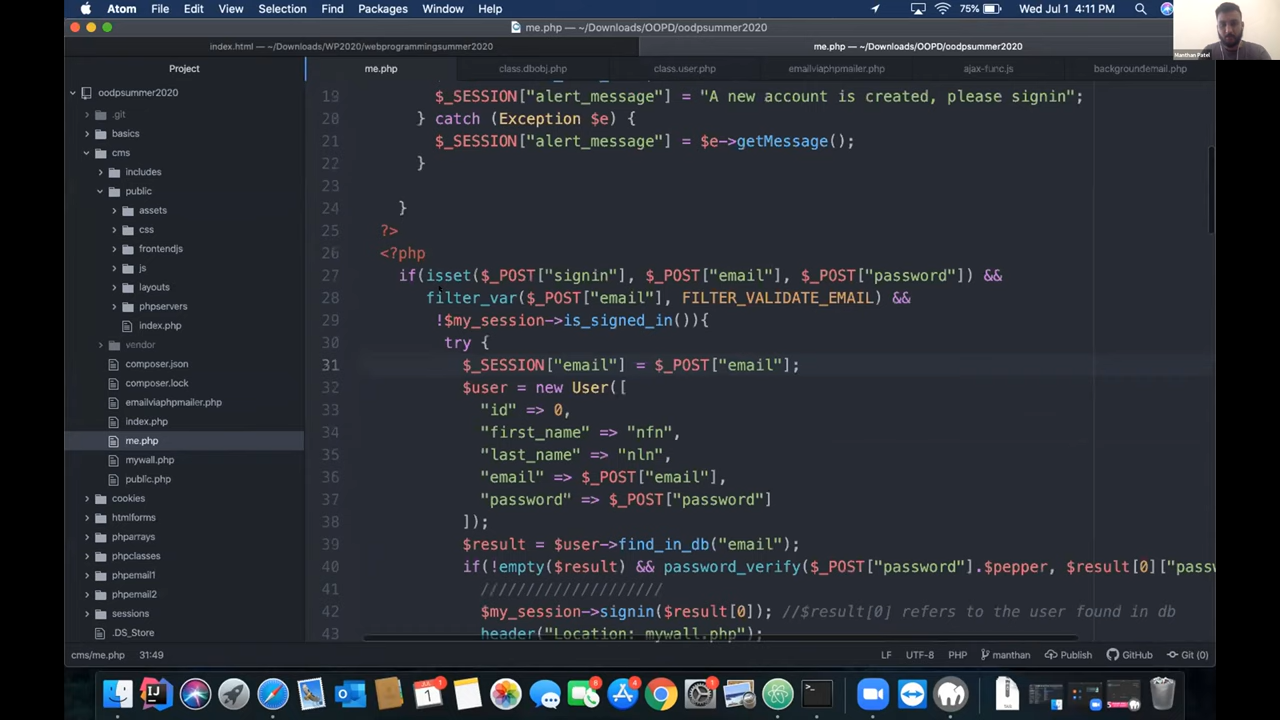 Atom File Edit View Selection Find Packages Window Help 75% Wed Jul 1 4:11 PM
me.php — ~/Downloads/OOPD/oodpsummer2020
index.html — ~/Downloads/WP2020/webprogrammingsummer2020 me.php — ~/Downloads/OOPD/oodpsummer2020
Manthan Patel
Project me.php class.dbobj.php class.user.php emailviaphpmailer.php ajax-func.js backgroundemail.php
oodpsummer2020
.git
basics
cms
includes
public
assets
css
frontendjs
js
layouts
phpservers
index.php
vendor
composer.json
composer.lock
emailviaphpmailer.php
index.php
me.php
mywall.php
public.php
cookies
htmlforms
phparrays
phpclasses
phpemail1
phpemail2
sessions
.DS_Store
19 $_SESSION["alert_message"] = "A new account is created, please signin";
20 } catch (Exception $e) {
21 $_SESSION["alert_message"] = $e->getMessage();
22 }
23
24 }
25 ?>
26 <?php
27 if(isset($_POST["signin"], $_POST["email"], $_POST["password"]) &&
28 filter_var($_POST["email"], FILTER_VALIDATE_EMAIL) &&
29 !$my_session->is_signed_in()){
30 try {
31 $_SESSION["email"] = $_POST["email"];
32 $user = new User([
33 "id" => 0,
34 "first_name" => "nfn",
35 "last_name" => "nln",
36 "email" => $_POST["email"],
37 "password" => $_POST["password"]
38 ]);
39 $result = $user->find_in_db("email");
40 if(!empty($result) && password_verify($_POST["password"].$pepper, $result[0]["passw
41 ////////////////////
42 $my_session->signin($result[0]); //$result[0] refers to the user found in db
43 header("Location: mywall.php");
cms/me.php 31:49 LF UTF-8 PHP manthan Publish GitHub Git (0)